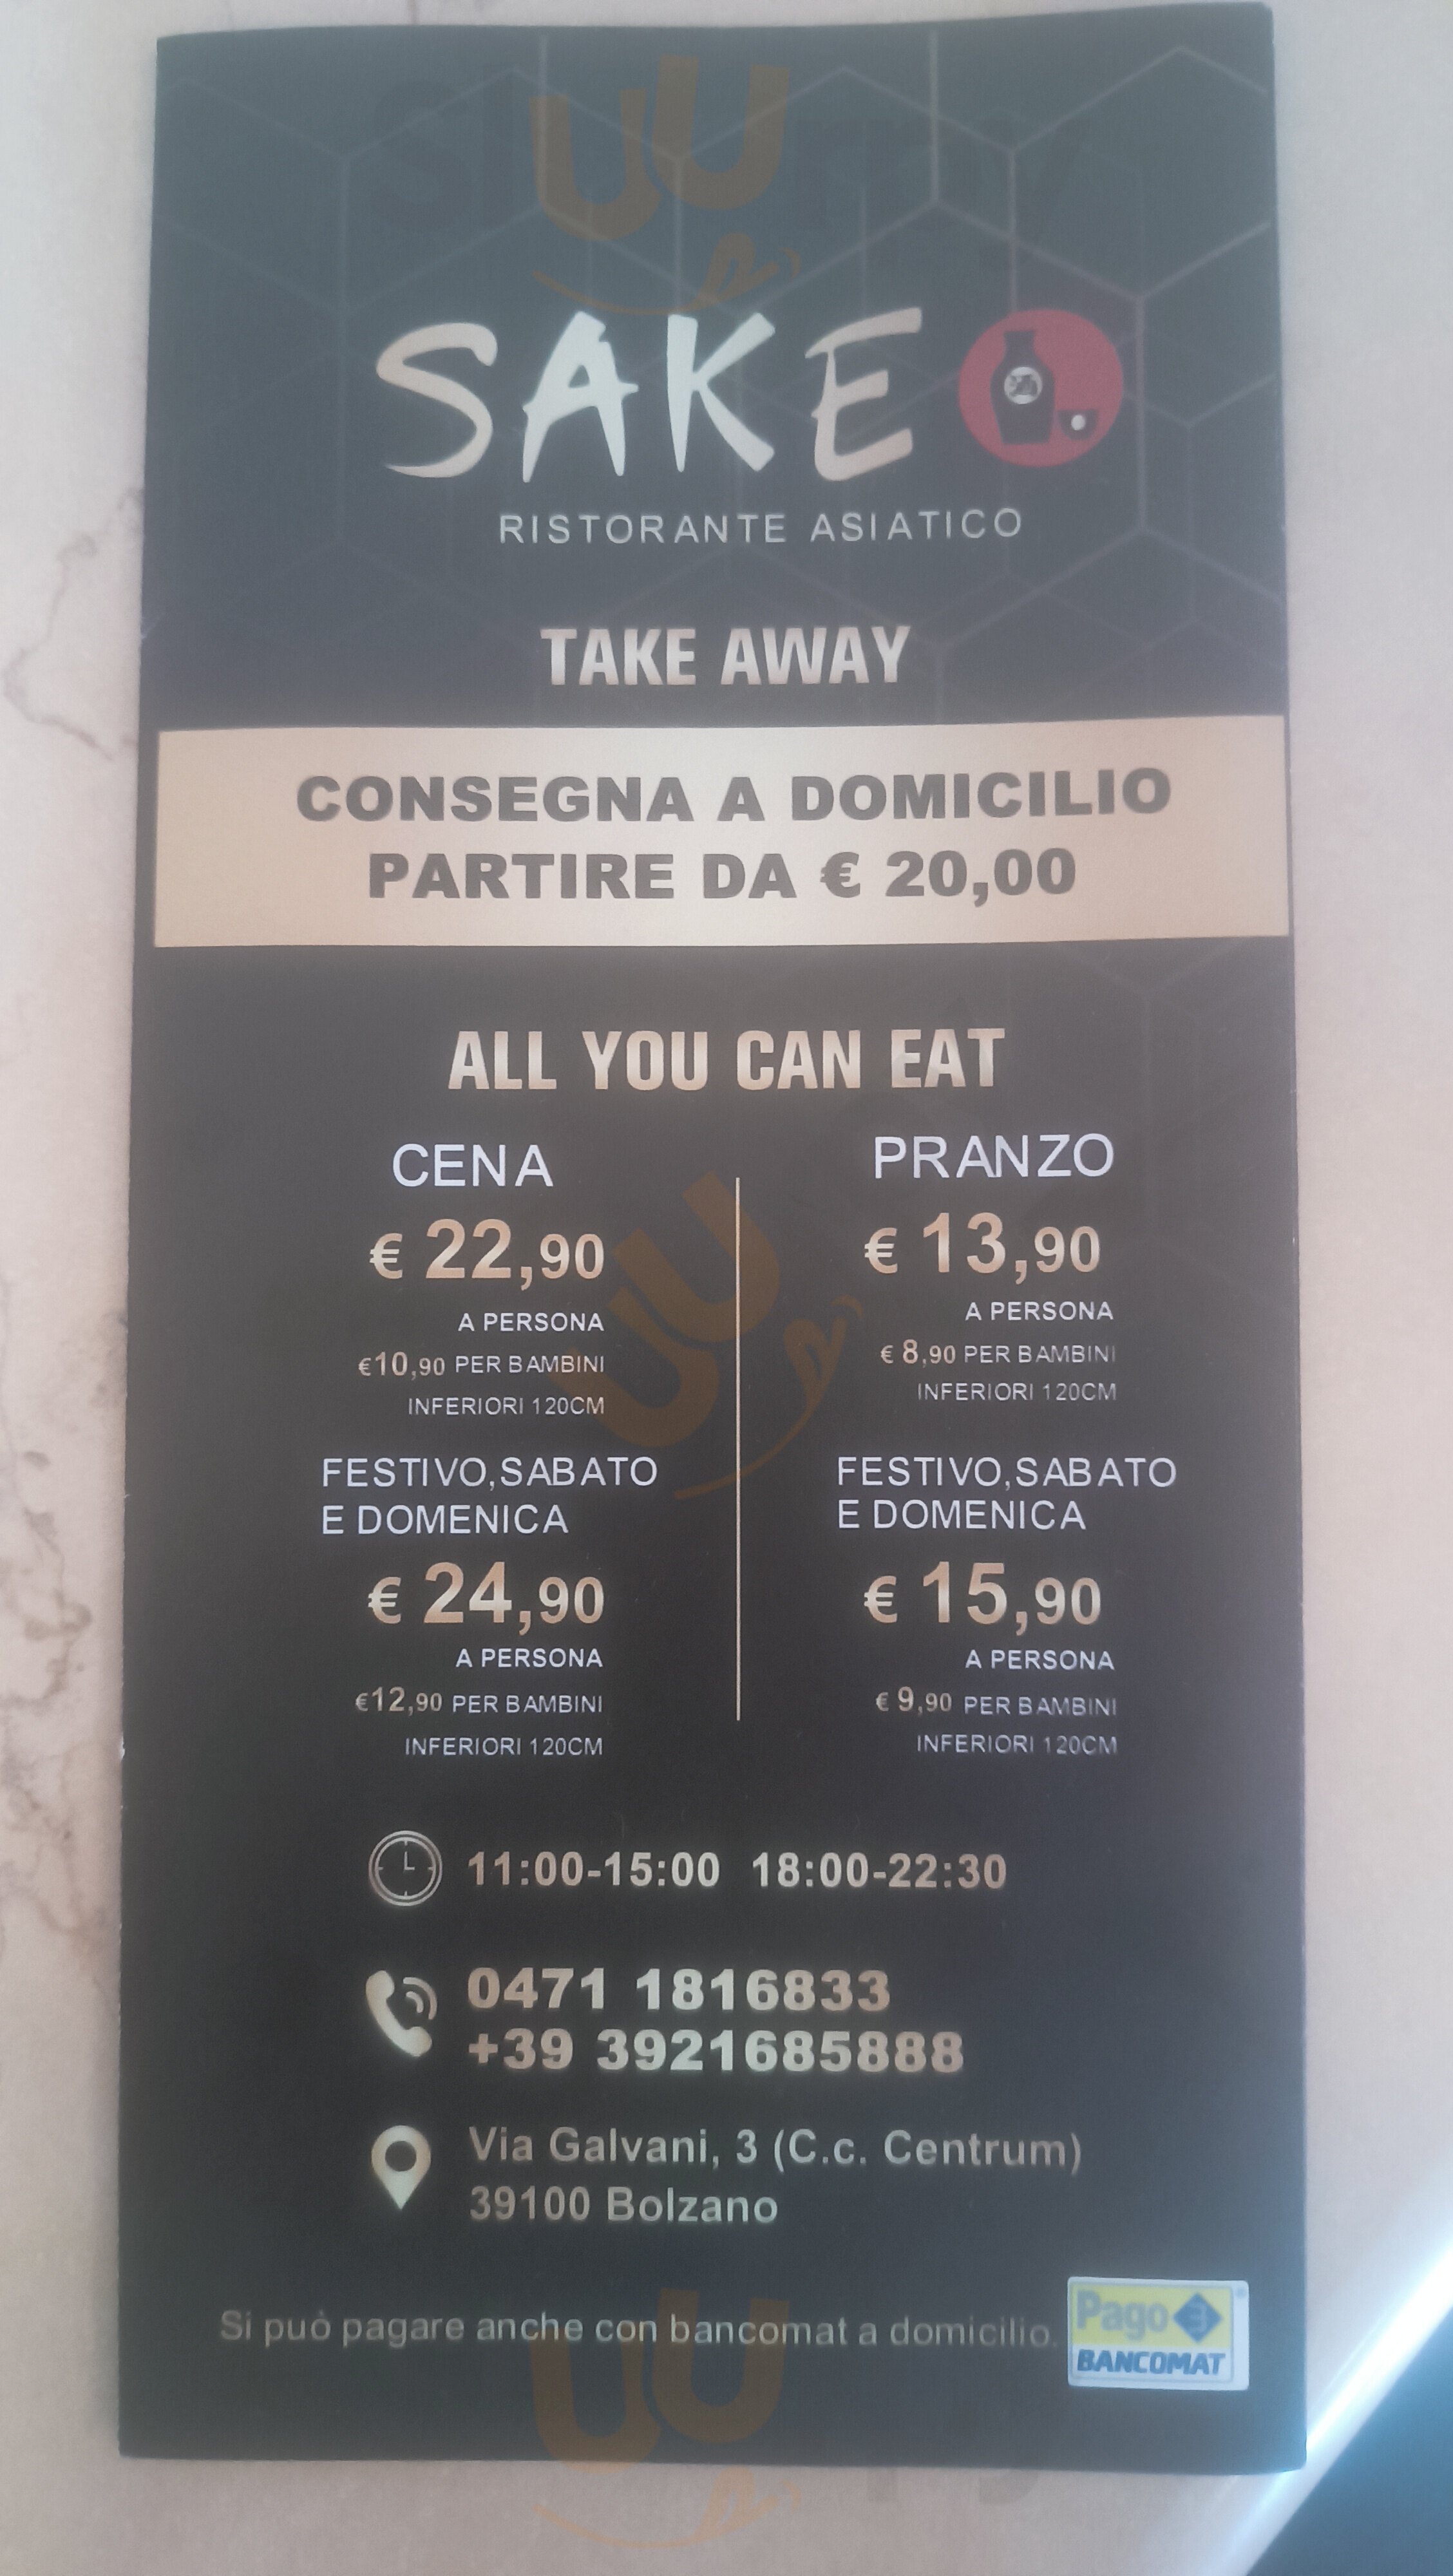 SAKE
RISTORANTE ASIATICO
TAKE AWAY
CONSEGNA A DOMICILIO
PARTIRE DA € 20,00
ALL YOU CAN EAT
CENA
€ 22,90
A PERSONA
€10,90 PER BAMBINI
INFERIORI 120CM
FESTIVO,SABATO
E DOMENICA
€ 24,90
A PERSONA
€12,90 PER BAMBINI
INFERIORI 120CM
PRANZO
€ 13,90
A PERSONA
€ 8,90 PER BAMBINI
INFERIORI 120CM
FESTIVO,SABATO
E DOMENICA
€ 15,90
A PERSONA
€ 9,90 PER BAMBINI
INFERIORI 120CM
11:00-15:00 18:00-22:30
0471 1816833
+39 3921685888
Via Galvani, 3 (C.c. Centrum)
39100 Bolzano
Si può pagare anche con bancomat a domicilio.
Pago
BANCOMAT